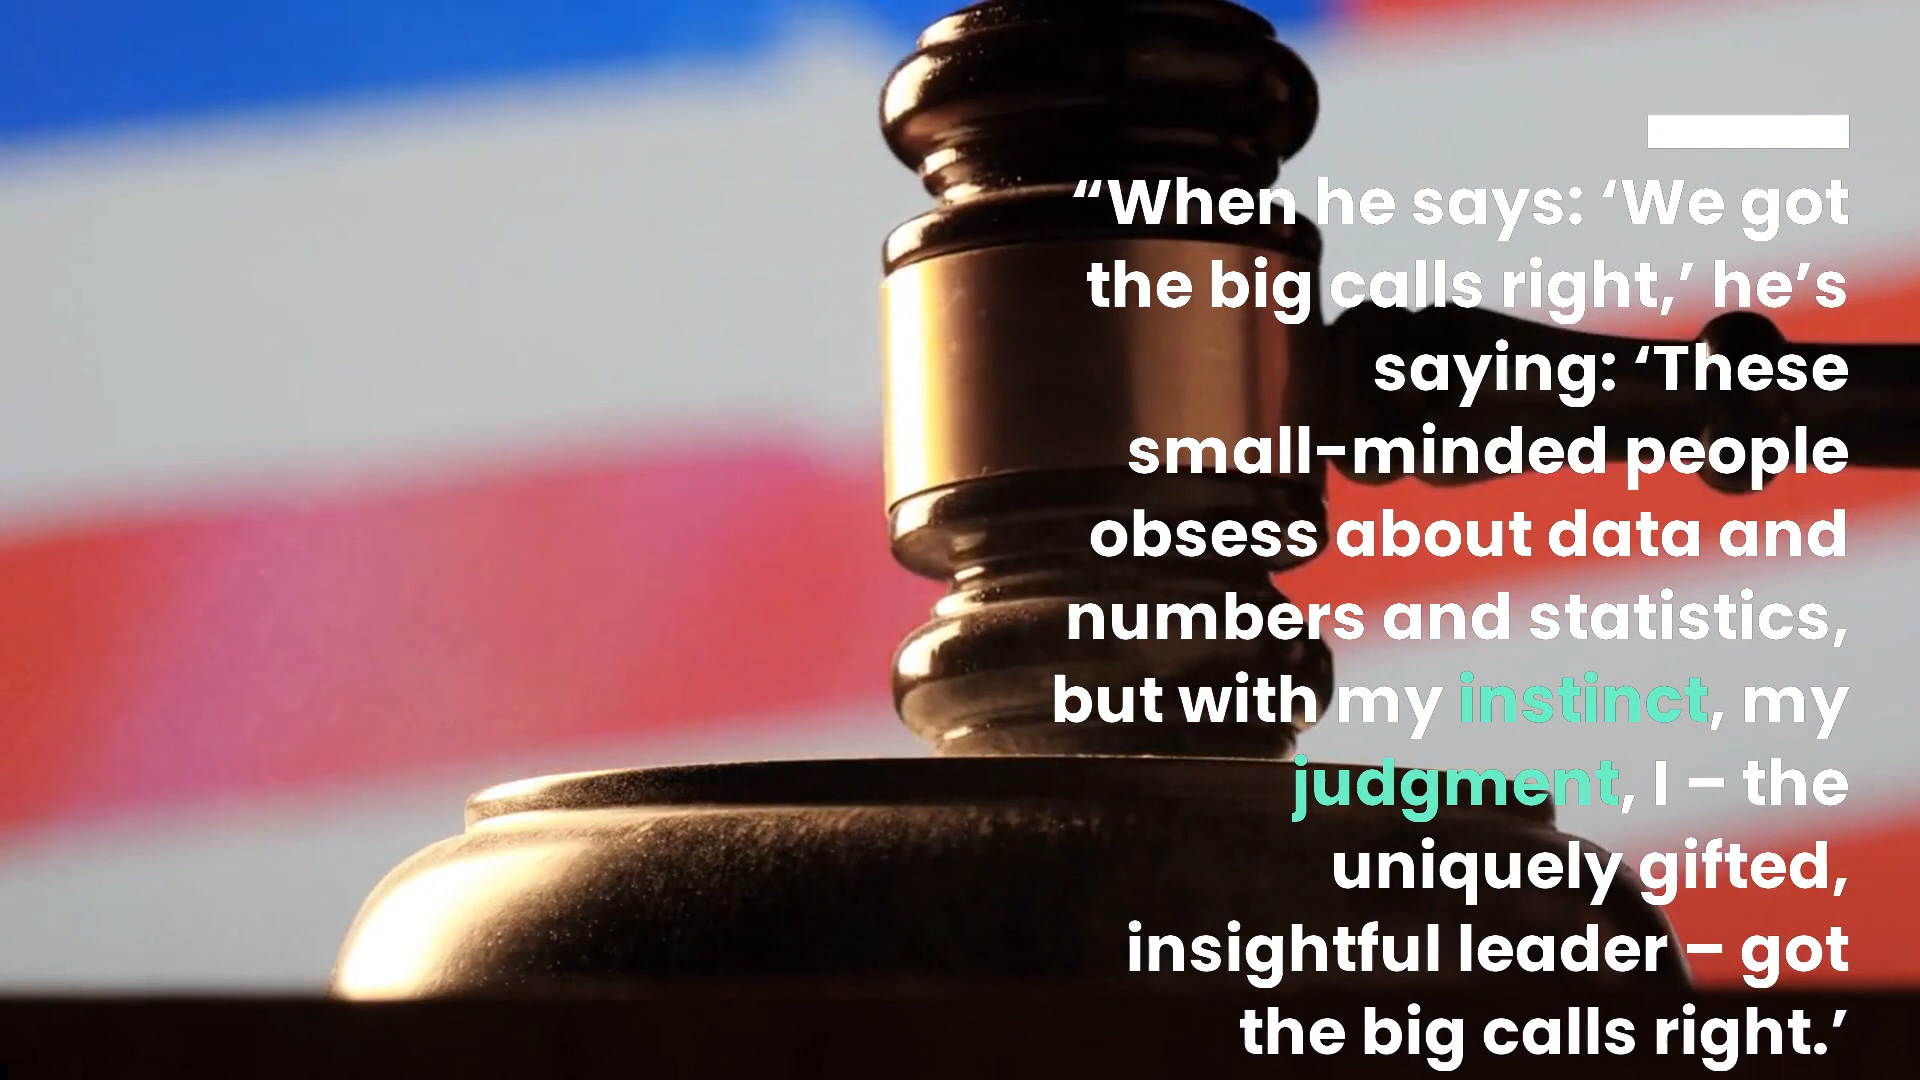 “When he says: ‘We got
the big calls right,’ he’s
saying: ‘These
small-minded people
obsess about data and
numbers and statistics,
but with my instinct, my
judgment, I – the
uniquely gifted,
insightful leader – got
the big calls right.’